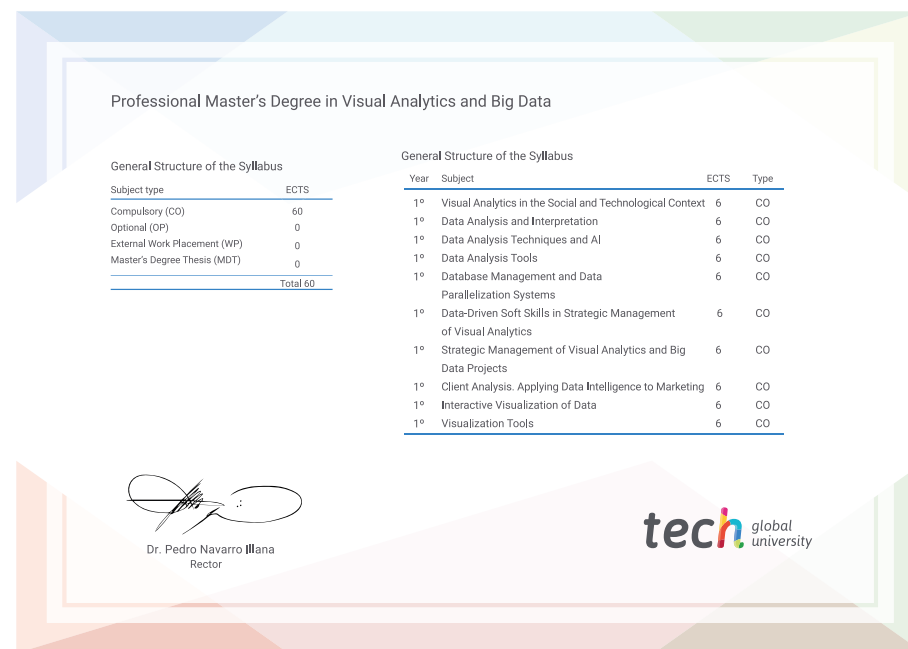 Professional Master's Degree in Visual Analytics and Big Data
General Structure of the Syllabus
Subject type ECTS
Compulsory (CO) 60
Optional (OP) 0
External Work Placement (WP) 0
Master's Degree Thesis (MDT) 0
Total 60
General Structure of the Syllabus
Year Subject ECTS Type
1º Visual Analytics in the Social and Technological Context 6 CO
1º Data Analysis and Interpretation 6 CO
1º Data Analysis Techniques and AI 6 CO
1º Data Analysis Tools 6 CO
1º Database Management and Data 6 CO
Parallelization Systems
1º Data-Driven Soft Skills in Strategic Management 6 CO
of Visual Analytics
1º Strategic Management of Visual Analytics and Big 6 CO
Data Projects
1º Client Analysis. Applying Data Intelligence to Marketing 6 CO
1º Interactive Visualization of Data 6 CO
1º Visualization Tools 6 CO
Dr. Pedro Navarro Illana
Rector
tech global
university